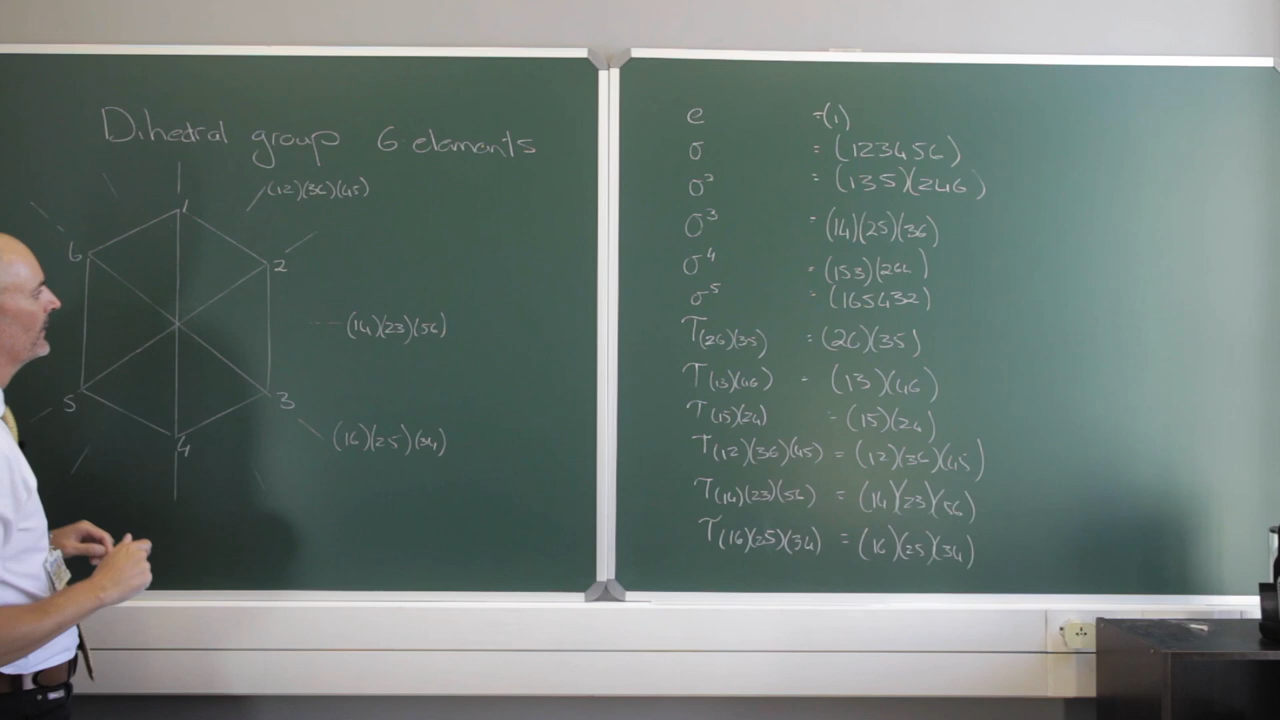 Dihedral group 6 elements
(12)(36)(45)
1
6
2
(14)(23)(56)
5
3
(16)(25)(34)
4
e =(1)
σ = (123456)
σ² = (135)(246)
σ³ =(14)(25)(36)
σ⁴ =(153)(264)
σ⁵ =(165432)
τ(26)(35) = (26)(35)
τ(13)(46) = (13)(46)
τ(15)(24) = (15)(24)
τ(12)(36)(45) = (12)(36)(45)
τ(14)(23)(56) = (14)(23)(56)
τ(16)(25)(34) = (16)(25)(34)